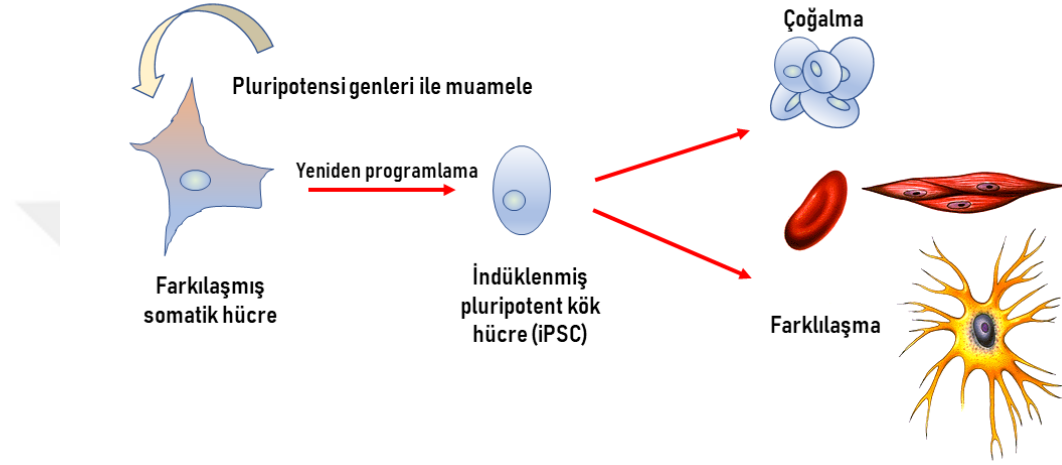 Çoğalma
Pluripotensi genleri ile muamele
Yeniden programlama
Farkılaşmış
somatik hücre
İndüklenmiş
pluripotent kök
hücre (iPSC)
Farklılaşma